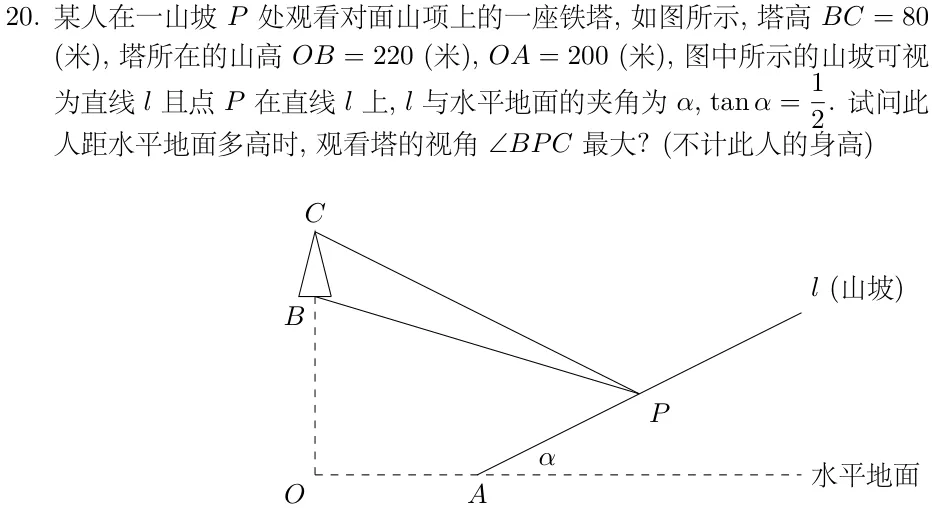 20. 某人在一山坡 P 处观看对面山项上的一座铁塔, 如图所示, 塔高 BC = 80
(米), 塔所在的山高 OB = 220 (米), OA = 200 (米), 图中所示的山坡可视
为直线 l 且点 P 在直线 l 上, l 与水平地面的夹角为 α, tan α = 1/2. 试问此
人距水平地面多高时, 观看塔的视角 ∠BPC 最大? (不计此人的身高)
C
l (山坡)
B
P
α
水平地面
O
A